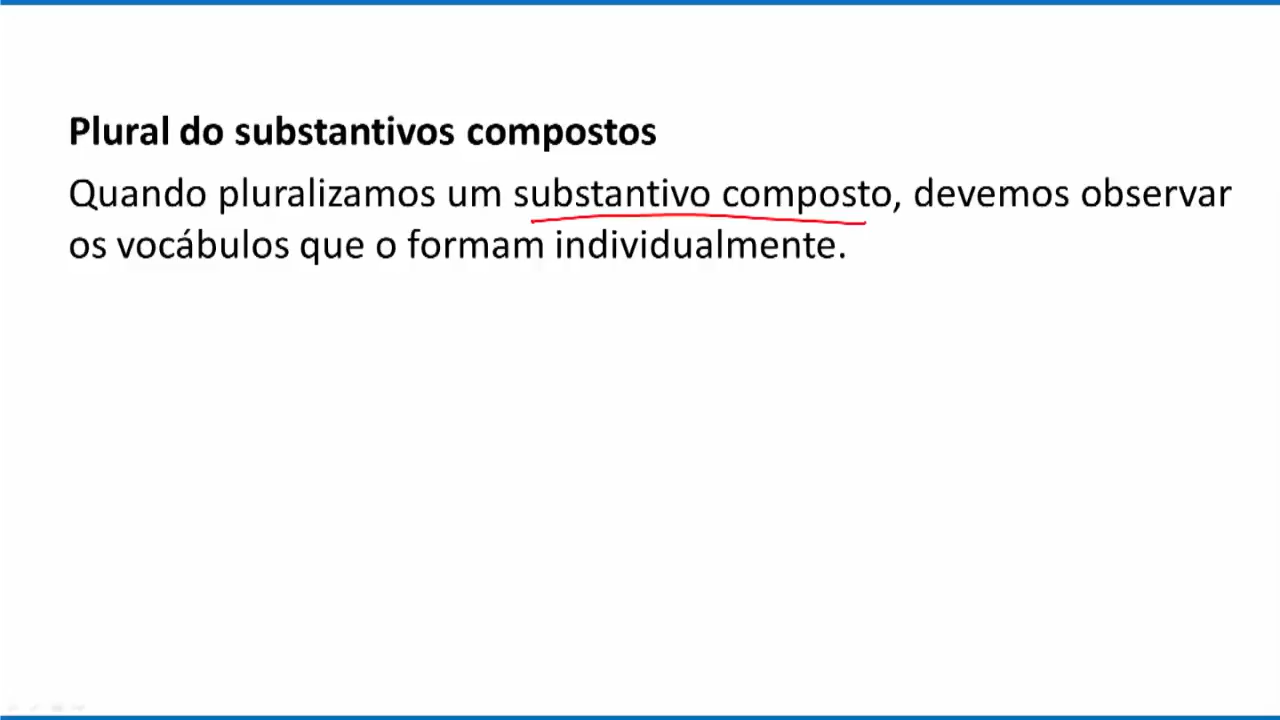 Plural do substantivos compostos
Quando pluralizamos um substantivo composto, devemos observar
os vocábulos que o formam individualmente.